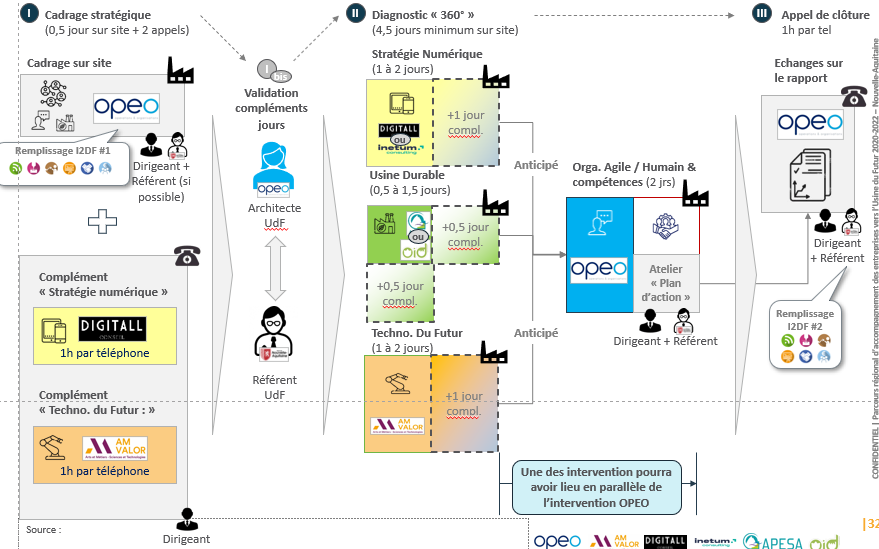 I
Cadrage stratégique
(0,5 jour sur site + 2 appels)
II
Diagnostic « 360° »
(4,5 jours minimum sur site)
III
Appel de clôture
1h par tel
Cadrage sur site
opeo
Remplissage I2DF #1
Dirigeant +
Référent (si
possible)
Complément
« Stratégie numérique »
DIGITALL
CONSEIL
1h par téléphone
Complément
« Techno. du Futur : »
AM
VALOR
1h par téléphone
Dirigeant
Source :
I
bis
Validation
compléments
jours
opeo
Architecte
UdF
Référent
UdF
Stratégie Numérique
(1 à 2 jours)
DIGITALL
ou
inetum.
consulting
+1 jour
compl.
Anticipé
Usine Durable
(0,5 à 1,5 jours)
ou
oid
+0,5 jour
compl.
+0,5 jour
compl.
Techno. Du Futur
(1 à 2 jours)
AM
VALOR
+1 jour
compl.
Anticipé
Orga. Agile / Humain &
compétences (2 jrs)
opeo
Atelier
« Plan
d'action »
Dirigeant + Référent
Une des intervention pourra
avoir lieu en parallèle de
l'intervention OPEO
Echanges sur
le rapport
opeo
Dirigeant
+ Référent
Remplissage
I2DF #2
CONFIDENTIEL | Parcours régional d'accompagnement des entreprises vers l'Usine du Futur 2020-2022 – Nouvelle-Aquitaine
|32
opeo
AM
VALOR
DIGITALL
inetum.
consulting
APESA
oid